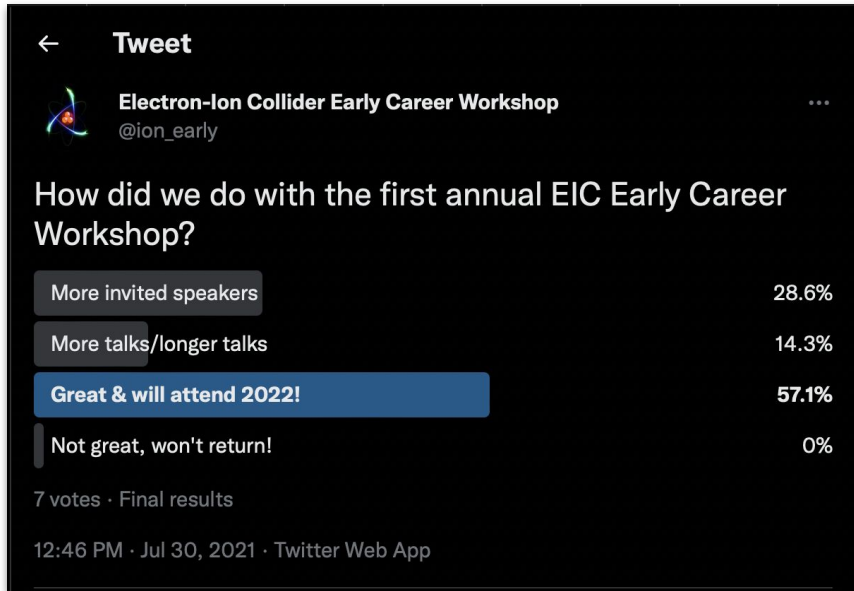 Tweet
Electron-Ion Collider Early Career Workshop
@ion_early
How did we do with the first annual EIC Early Career
Workshop?
More invited speakers 28.6%
More talks/longer talks 14.3%
Great & will attend 2022! 57.1%
Not great, won't return! 0%
7 votes · Final results
12:46 PM · Jul 30, 2021 · Twitter Web App